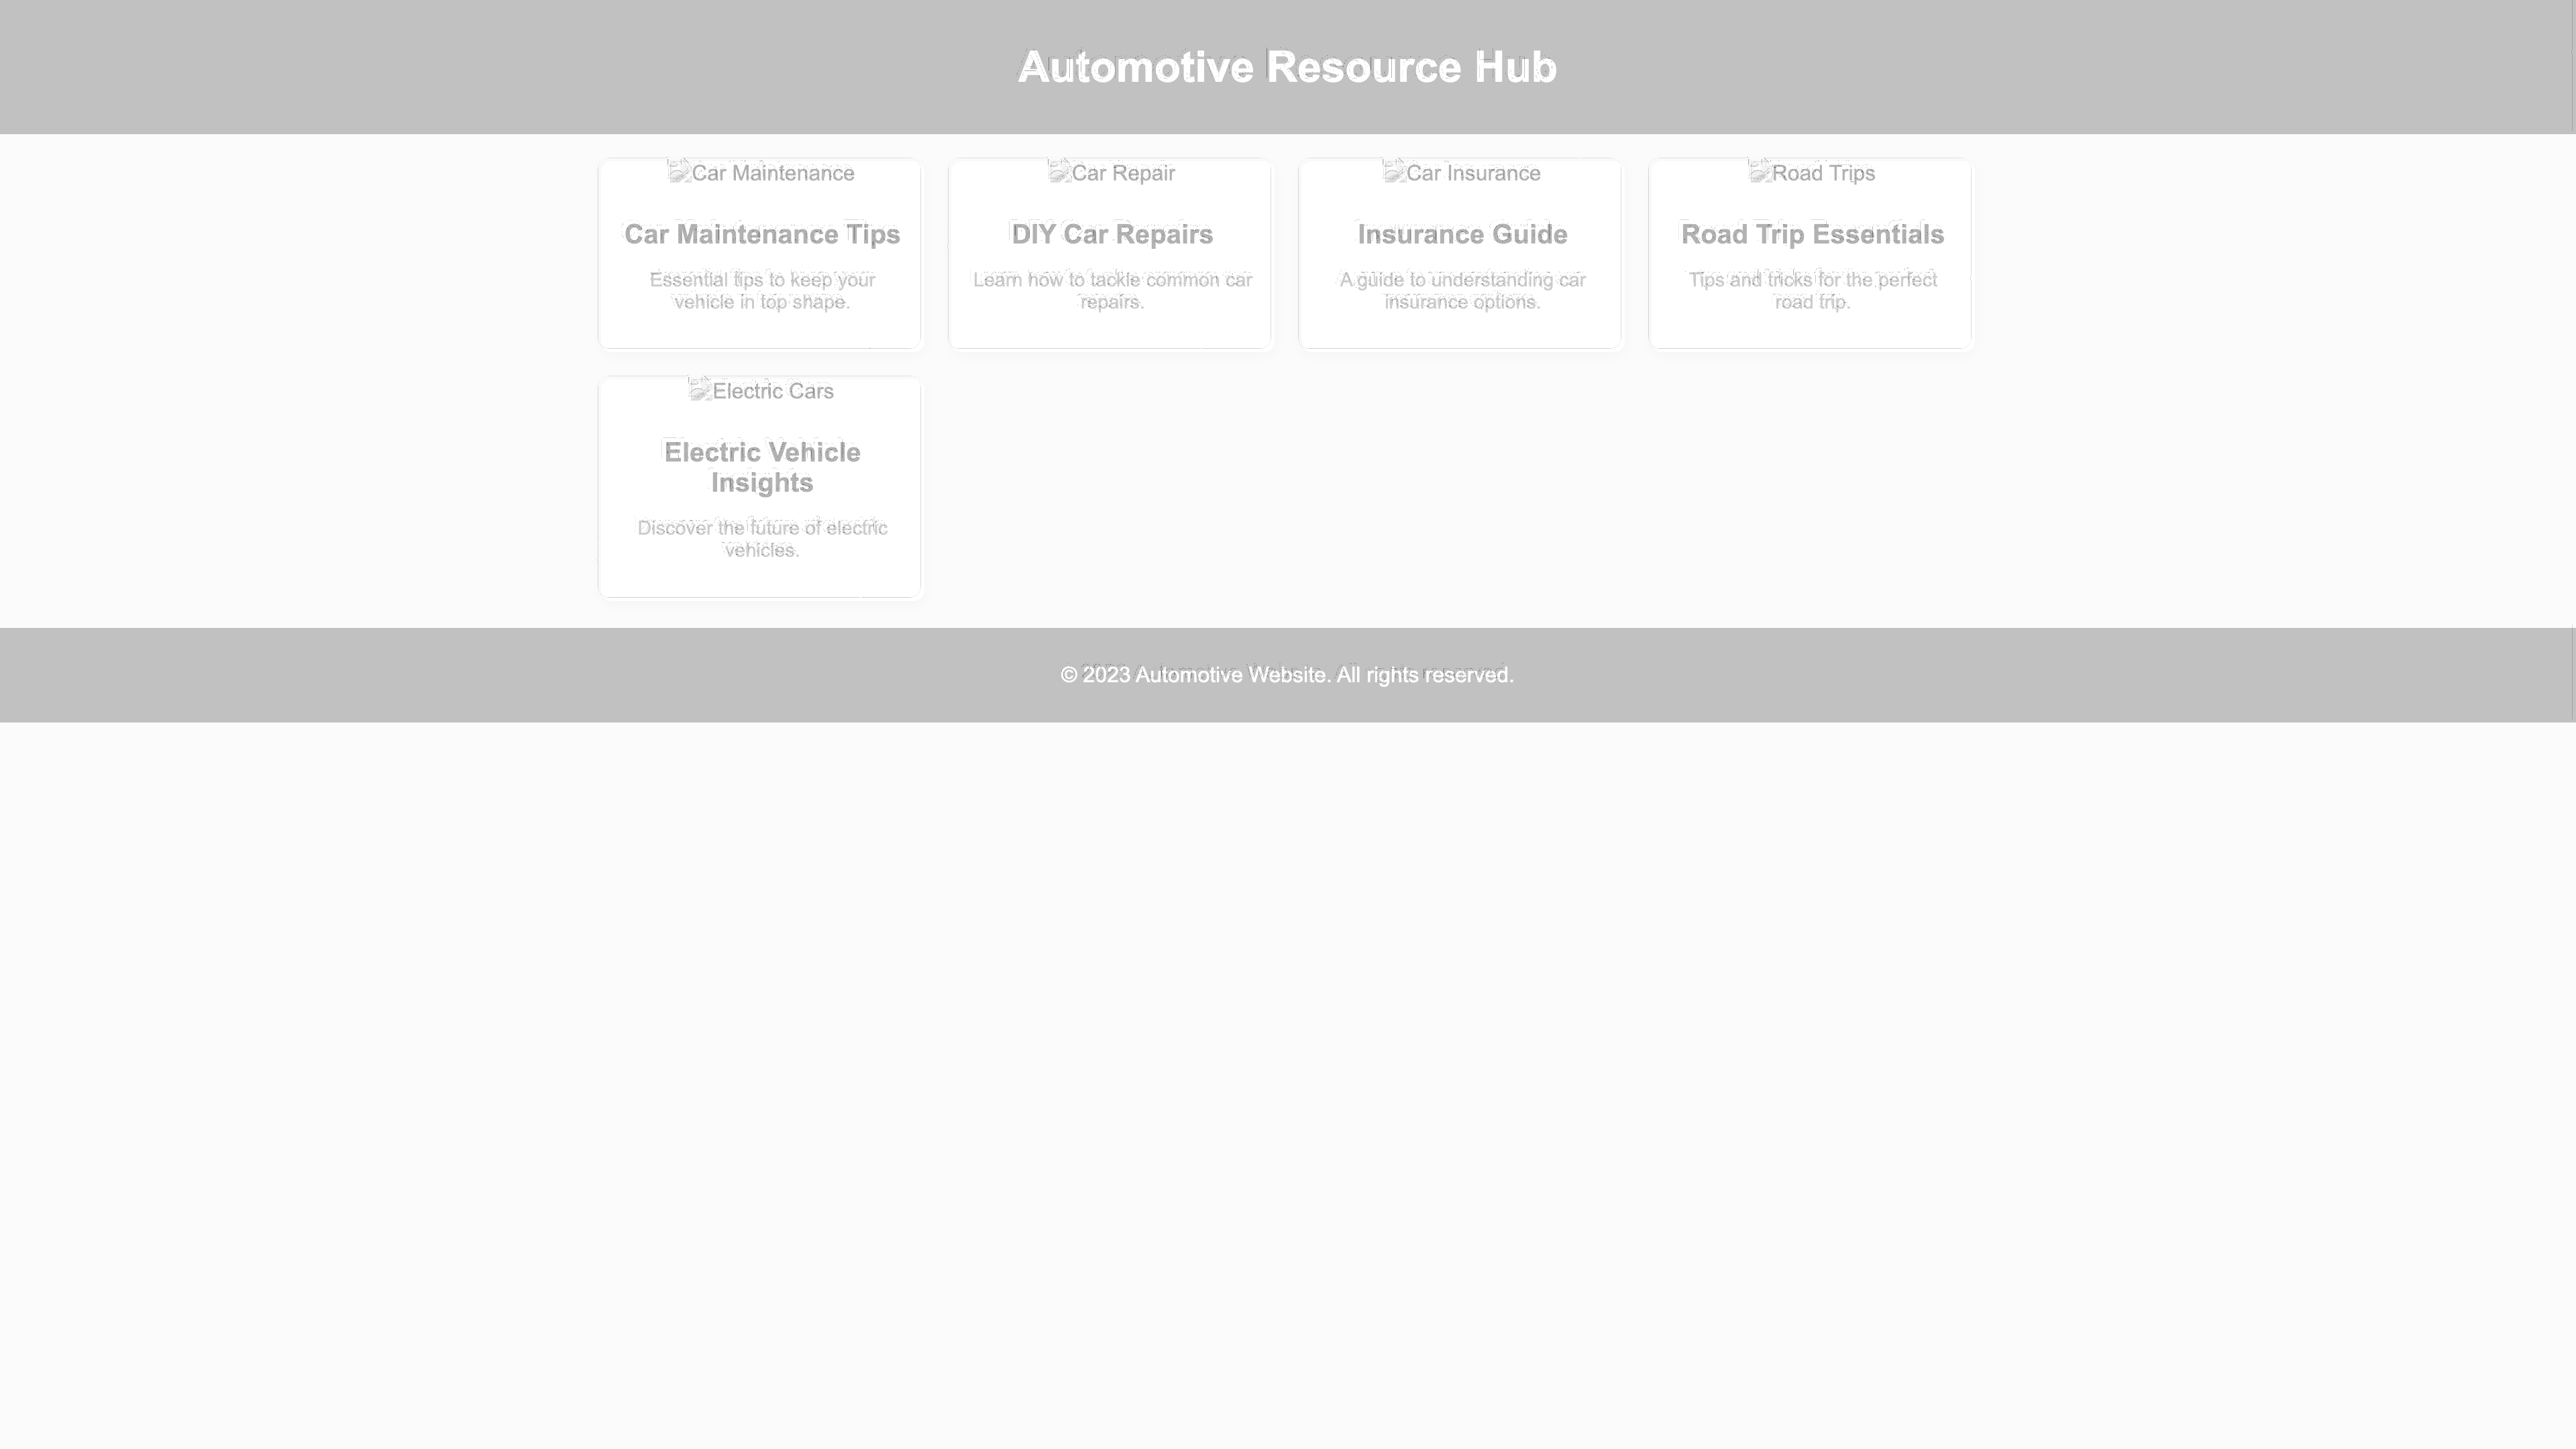 Automotive Resource Hub
Car Maintenance
Car Maintenance Tips
Essential tips to keep your
vehicle in top shape.
Car Repair
DIY Car Repairs
Learn how to tackle common car
repairs.
Car Insurance
Insurance Guide
A guide to understanding car
insurance options.
Road Trips
Road Trip Essentials
Tips and tricks for the perfect
road trip.
Electric Cars
Electric Vehicle
Insights
Discover the future of electric
vehicles.
© 2023 Automotive Website. All rights reserved.